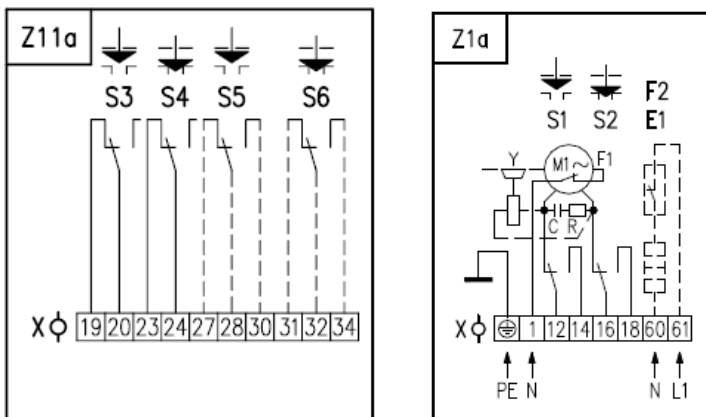 Z11a
S3 S4 S5 S6
X 19 20 23 24 27 28 30 31 32 34
Z1a
F2
E1
S1 S2
Y M1 ~ F1
C R
X 1 12 14 16 18 60 61
PE N N L1